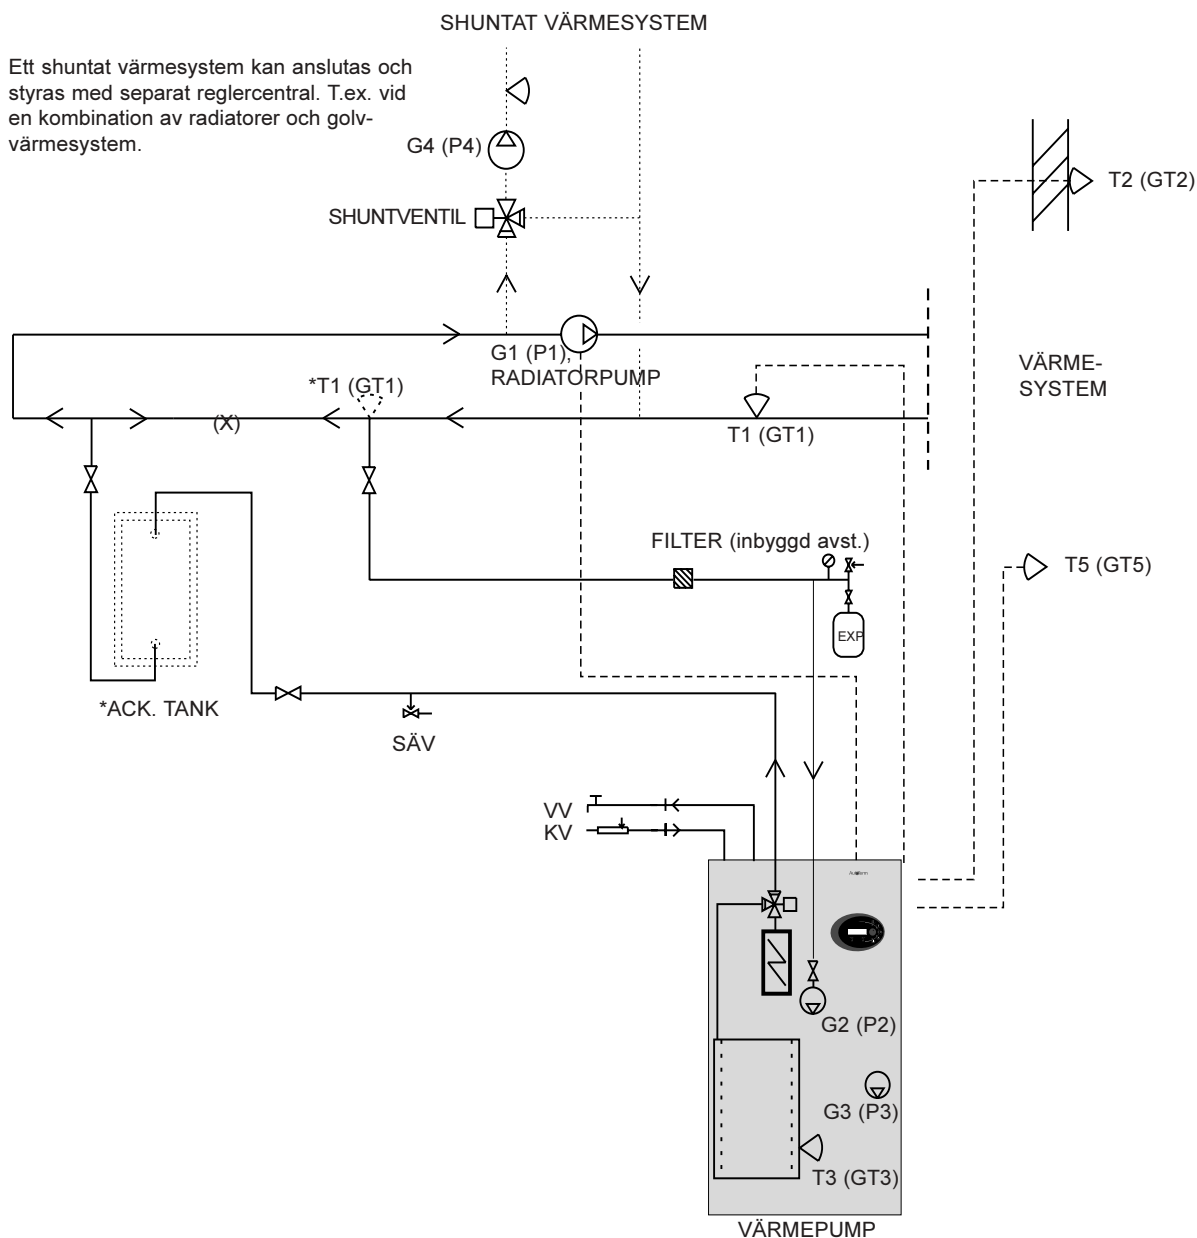 SHUNTAT VÄRMESYSTEM
Ett shuntat värmesystem kan anslutas och
styras med separat reglercentral. T.ex. vid
en kombination av radiatorer och golv-
värmesystem.
G4 (P4)
T2 (GT2)
SHUNTVENTIL
G1 (P1),
RADIATORPUMP
VÄRME-
SYSTEM
*T1 (GT1)
(X)
T1 (GT1)
FILTER (inbyggd avst.)
T5 (GT5)
EXP
*ACK. TANK
SÄV
VV
KV
G2 (P2)
G3 (P3)
T3 (GT3)
VÄRMEPUMP